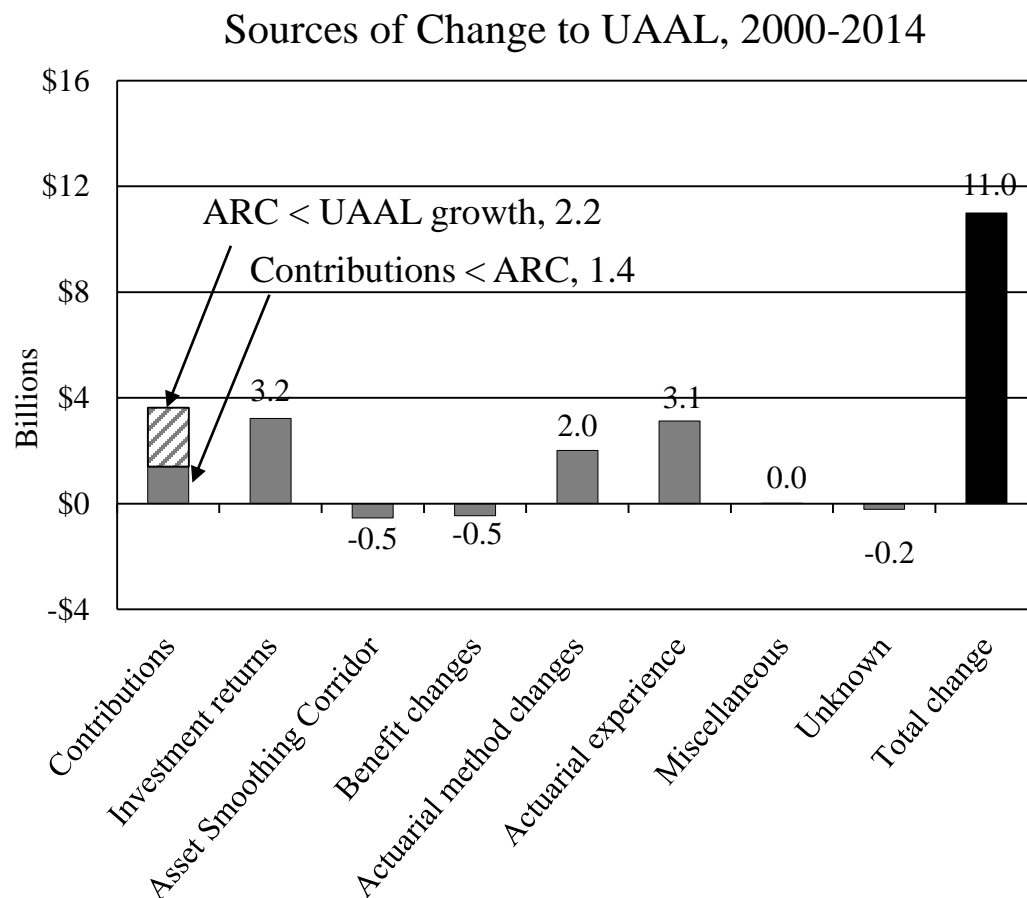 Sources of Change to UAAL, 2000-2014
$16
$12
$8
$4
$0
-$4
Billions
ARC < UAAL growth, 2.2
Contributions < ARC, 1.4
3.2
-0.5
-0.5
2.0
3.1
0.0
-0.2
11.0
Contributions
Investment returns
Asset Smoothing Corridor
Benefit changes
Actuarial method changes
Actuarial experience
Miscellaneous
Unknown
Total change